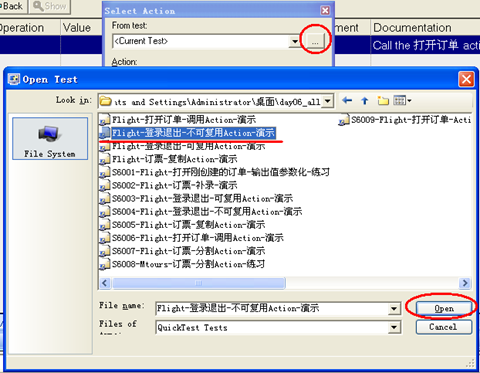 Back Show
Select Action
From test:
<Current Test> ...
Action:
Operation Value Documentation
Call the 打开订单 acti
Open Test
Look in: ıts and Settings\Administrator\桌面\day06_all
File System
Flight-打开订单-调用Action-演示
Flight-登录退出-不可复用Action-演示
Flight-登录退出-可复用Action-演示
Flight-订票-复制Action-演示
S6001-Flight-打开刚创建的订单-输出值参数化-练习
S6002-Flight-订票-补录-演示
S6003-Flight-登录退出-可复用Action-演示
S6004-Flight-登录退出-不可复用Action-演示
S6005-Flight-订票-复制Action-演示
S6006-Flight-打开订单-调用Action-演示
S6007-Flight-订票-分割Action-演示
S6008-Mtours-订票-分割Action-练习
S6009-Flight-打开订单-Acti
File name: Flight-登录退出-不可复用Action-演示 Open
Files of QuickTest Tests Cancel